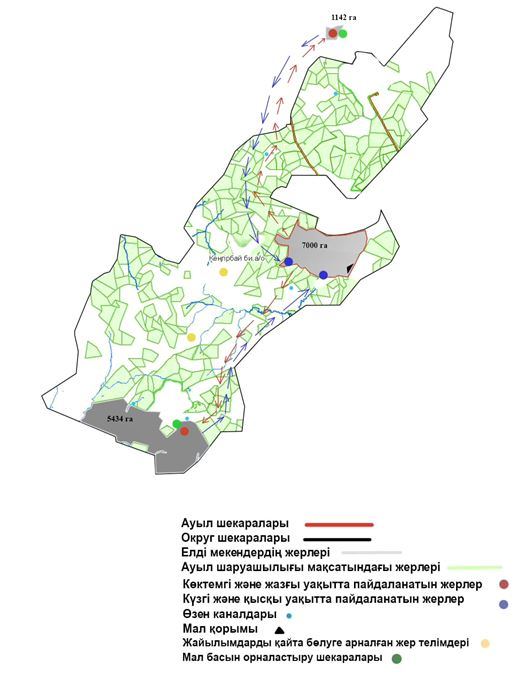 1142 га
7000 га
Кеңғірбай би а/о
5434 га
Ауыл шекаралары
Округ шекаралары
Елді мекендердің жерлері
Ауыл шаруашылығы мақсатындағы жерлері
Көктемгі және жазғы уақытта пайдаланатын жерлер
Күзгі және қысқы уақытта пайдаланатын жерлер
Өзен каналдары
Мал қорымы
Жайылымдарды қайта бөлуге арналған жер телімдері
Мал басын орналастыру шекаралары